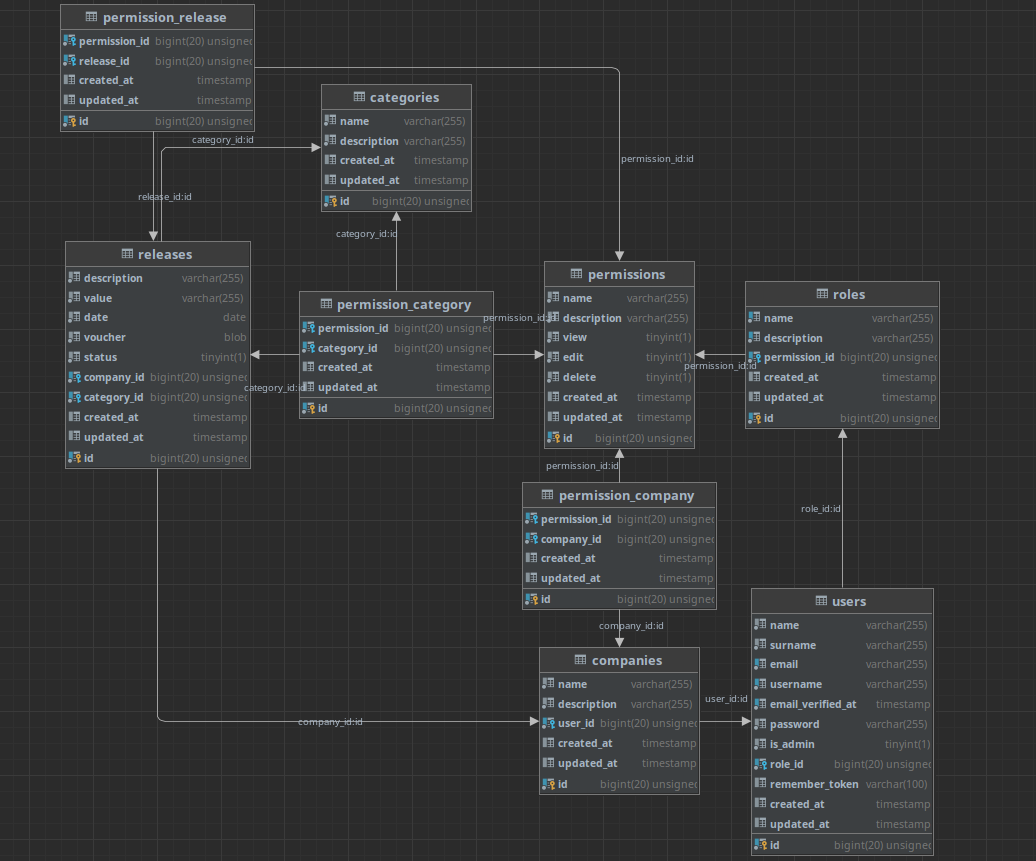 permission_release
permission_id bigint(20) unsigned
release_id bigint(20) unsigned
created_at timestamp
updated_at timestamp
id bigint(20) unsigned
categories
name varchar(255)
description varchar(255)
created_at timestamp
updated_at timestamp
id bigint(20) unsigned
category_id:id
permission_id:id
release_id:id
category_id:id
releases
description varchar(255)
value varchar(255)
date date
voucher blob
status tinyint(1)
company_id bigint(20) unsigned
category_id bigint(20) unsigned
created_at timestamp
updated_at timestamp
id bigint(20) unsigned
permission_category
permission_id bigint(20) unsigned
category_id bigint(20) unsigned
created_at timestamp
updated_at timestamp
id bigint(20) unsigned
category_id:id
permission_id:id
permissions
name varchar(255)
description varchar(255)
view tinyint(1)
edit tinyint(1)
delete tinyint(1)
created_at timestamp
updated_at timestamp
id bigint(20) unsigned
permission_id:id
roles
name varchar(255)
description varchar(255)
permission_id bigint(20) unsigned
created_at timestamp
updated_at timestamp
id bigint(20) unsigned
permission_id:id
permission_company
permission_id bigint(20) unsigned
company_id bigint(20) unsigned
created_at timestamp
updated_at timestamp
id bigint(20) unsigned
role_id:id
company_id:id
companies
name varchar(255)
description varchar(255)
user_id bigint(20) unsigned
created_at timestamp
updated_at timestamp
id bigint(20) unsigned
company_id:id
user_id:id
users
name varchar(255)
surname varchar(255)
email varchar(255)
username varchar(255)
email_verified_at timestamp
password varchar(255)
is_admin tinyint(1)
role_id bigint(20) unsigned
remember_token varchar(100)
created_at timestamp
updated_at timestamp
id bigint(20) unsigned